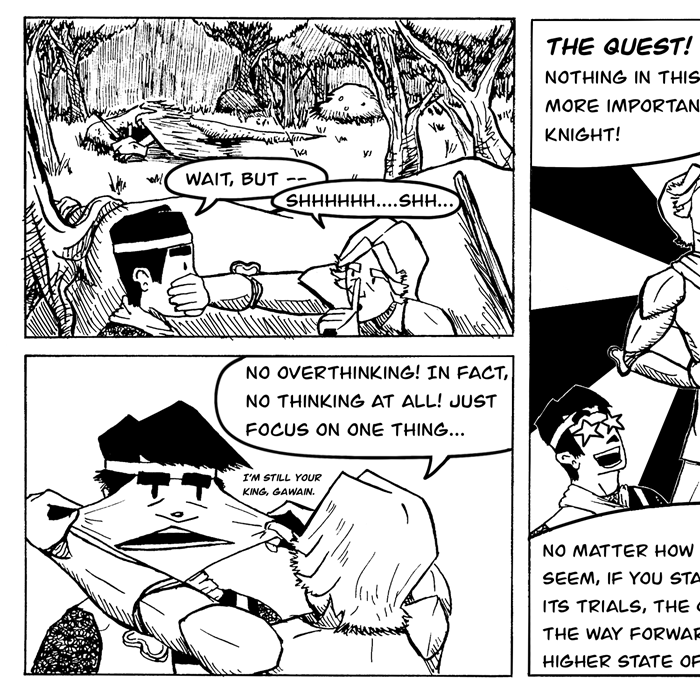 WAIT, BUT --
SHHHHHH....SHH...
NO OVERTHINKING! IN FACT,
NO THINKING AT ALL! JUST
FOCUS ON ONE THING...
I'M STILL YOUR
KING, GAWAIN.
THE QUEST!
NOTHING IN THIS
MORE IMPORTAN
KNIGHT!
NO MATTER HOW
SEEM, IF YOU STA
ITS TRIALS, THE
THE WAY FORWAR
HIGHER STATE OF